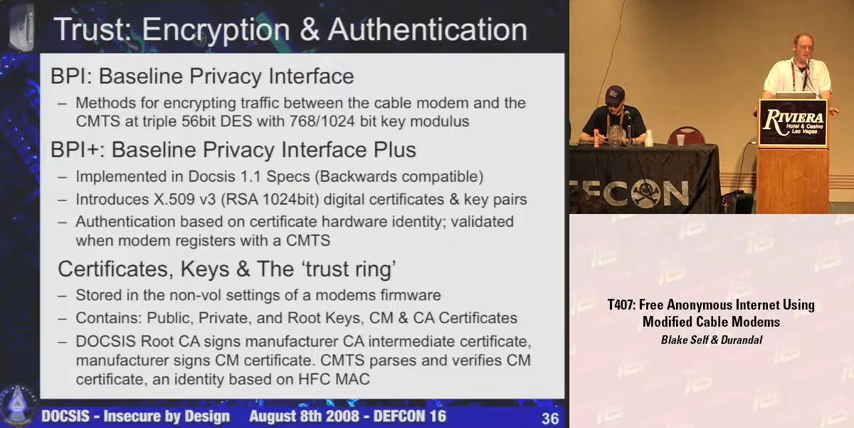 Trust: Encryption & Authentication
BPI: Baseline Privacy Interface
– Methods for encrypting traffic between the cable modem and the
CMTS at triple 56bit DES with 768/1024 bit key modulus
BPI+: Baseline Privacy Interface Plus
– Implemented in Docsis 1.1 Specs (Backwards compatible)
– Introduces X.509 v3 (RSA 1024bit) digital certificates & key pairs
– Authentication based on certificate hardware identity; validated
when modem registers with a CMTS
Certificates, Keys & The ‘trust ring’
– Stored in the non-vol settings of a modems firmware
– Contains: Public, Private, and Root Keys, CM & CA Certificates
– DOCSIS Root CA signs manufacturer CA intermediate certificate,
manufacturer signs CM certificate. CMTS parses and verifies CM
certificate, an identity based on HFC MAC
DOCSIS - Insecure by Design August 8th 2008 - DEFCON 16 36
RIVIERA
Hotel & Casino
Las Vegas
DEFCON
T407: Free Anonymous Internet Using
Modified Cable Modems
Blake Self & Durandal